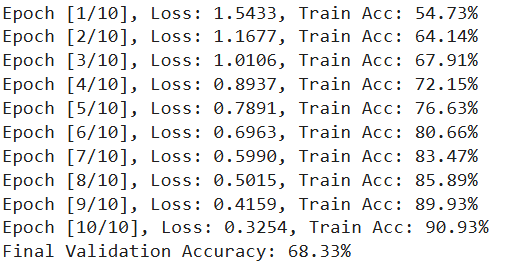 Epoch [1/10], Loss: 1.5433, Train Acc: 54.73%
Epoch [2/10], Loss: 1.1677, Train Acc: 64.14%
Epoch [3/10], Loss: 1.0106, Train Acc: 67.91%
Epoch [4/10], Loss: 0.8937, Train Acc: 72.15%
Epoch [5/10], Loss: 0.7891, Train Acc: 76.63%
Epoch [6/10], Loss: 0.6963, Train Acc: 80.66%
Epoch [7/10], Loss: 0.5990, Train Acc: 83.47%
Epoch [8/10], Loss: 0.5015, Train Acc: 85.89%
Epoch [9/10], Loss: 0.4159, Train Acc: 89.93%
Epoch [10/10], Loss: 0.3254, Train Acc: 90.93%
Final Validation Accuracy: 68.33%